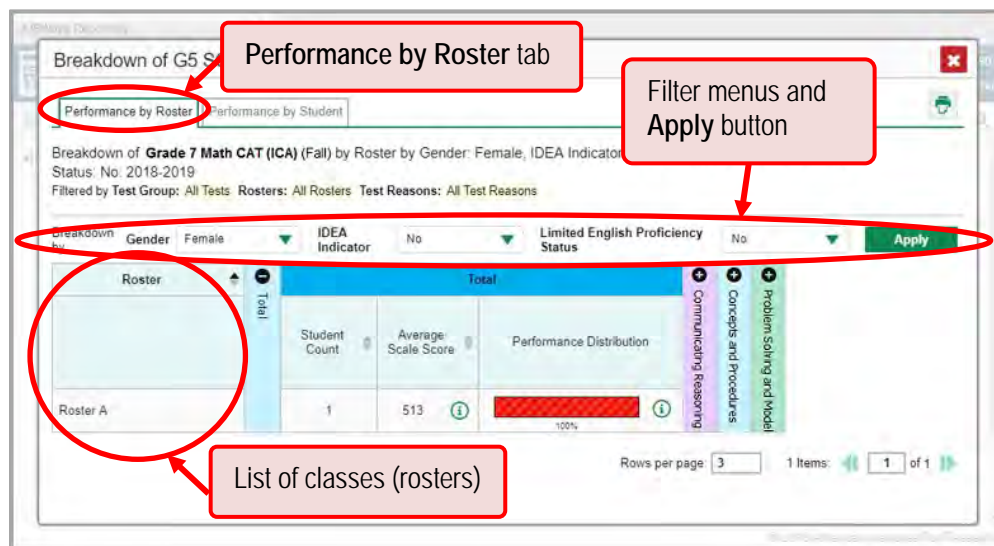 Breakdown of G5
Performance by Roster tab
Filter menus and
Apply button
Performance by Roster
Performance by Student
Breakdown of Grade 7 Math CAT (ICA) (Fall) by Roster by Gender: Female, IDEA Indicator
Status: No: 2018-2019
Filtered by Test Group: All Tests Rosters: All Rosters Test Reasons: All Test Reasons
Breakdown by Gender Female IDEA Indicator No Limited English Proficiency Status No Apply
Roster
Total
Total
Communicating Reasoning
Concepts and Procedures
Problem Solving and Model
Student Count
Average Scale Score
Performance Distribution
Roster A 1 513
100%
List of classes (rosters)
Rows per page: 3 1 Items: 1 of 1